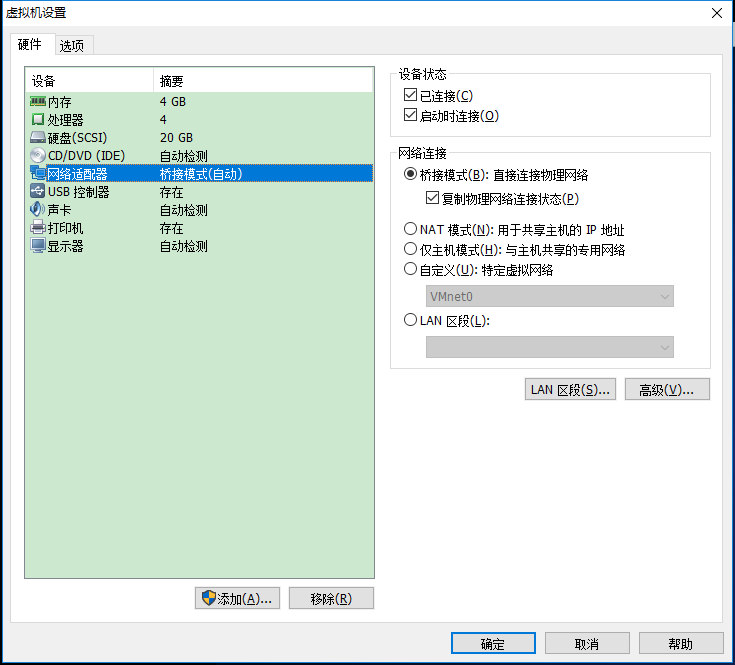 虚拟机设置
硬件 选项
设备 摘要
内存 4 GB
处理器 4
硬盘(SCSI) 20 GB
CD/DVD (IDE) 自动检测
网络适配器 桥接模式(自动)
USB 控制器 存在
声卡 自动检测
打印机 存在
显示器 自动检测
添加(A)... 移除(R)
设备状态
已连接(C)
启动时连接(O)
网络连接
桥接模式(B): 直接连接物理网络
复制物理网络连接状态(P)
NAT 模式(N): 用于共享主机的 IP 地址
仅主机模式(H): 与主机共享的专用网络
自定义(U): 特定虚拟网络
VMnet0
LAN 区段(L):
LAN 区段(S)... 高级(V)...
确定 取消 帮助